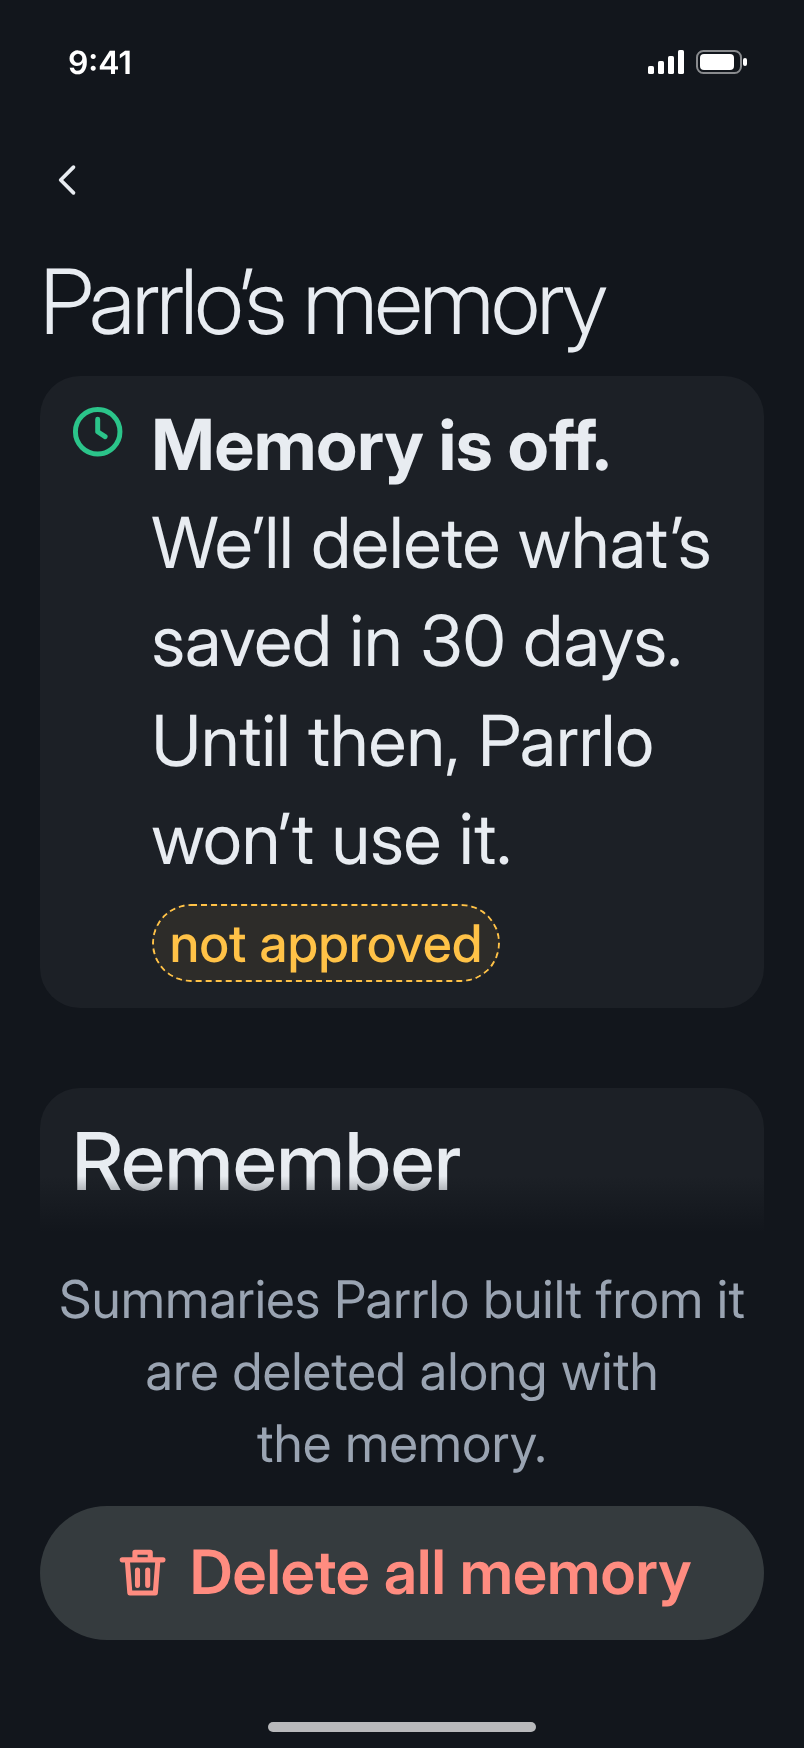 9:41
Parrlo’s memory
Memory is off.
We’ll delete what’s
saved in 30 days.
Until then, Parrlo
won’t use it.
not approved
Remember
Summaries Parrlo built from it
are deleted along with
the memory.
Delete all memory